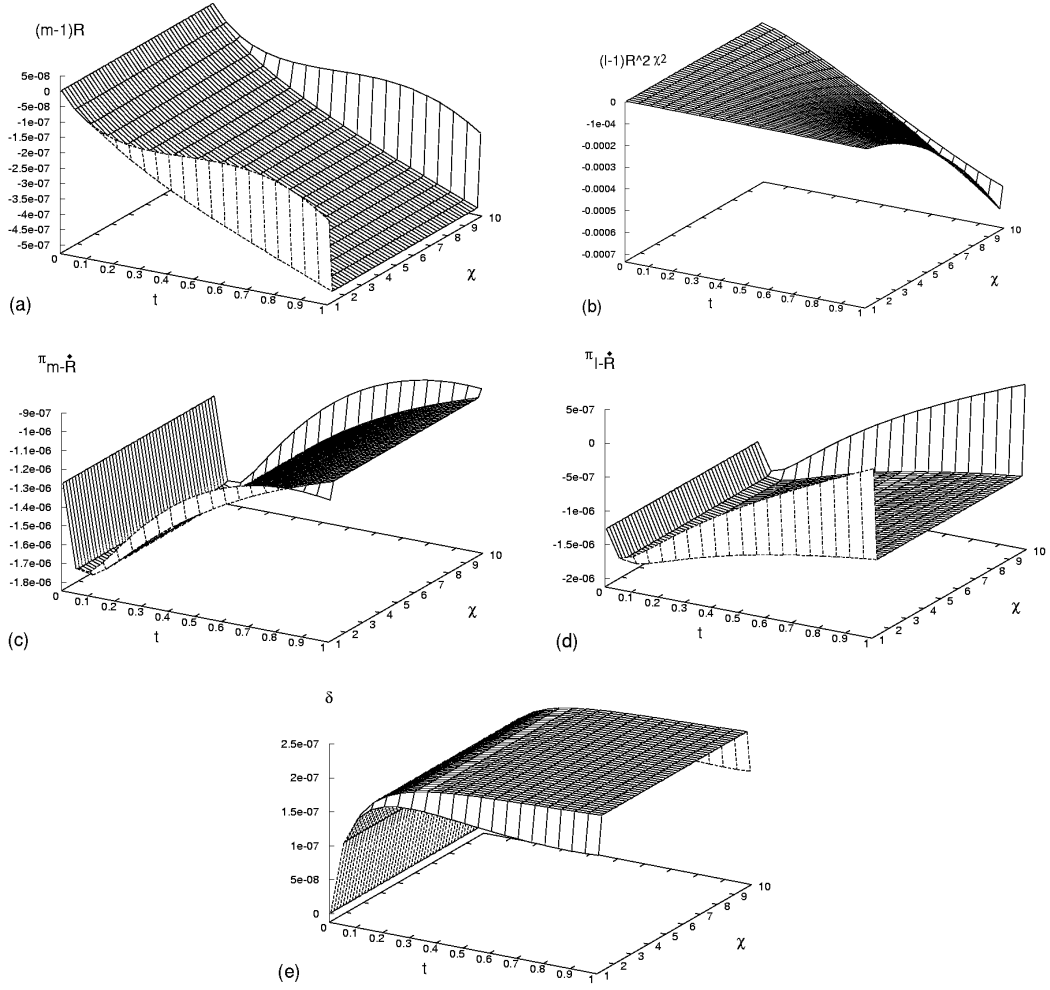 (m-1)R
5e-08
0
-5e-08
-1e-07
-1.5e-07
-2e-07
-2.5e-07
-3e-07
-3.5e-07
-4e-07
-4.5e-07
-5e-07
0 0.1 0.2 0.3 0.4 0.5 0.6 0.7 0.8 0.9 1
1 2 3 4 5 6 7 8 9 10
t
χ
(a)
(l-1)R^2 χ²
0
-1e-04
-0.0002
-0.0003
-0.0004
-0.0005
-0.0006
-0.0007
0 0.1 0.2 0.3 0.4 0.5 0.6 0.7 0.8 0.9 1
1 2 3 4 5 6 7 8 9 10
t
χ
(b)
π m-Ṙ
-9e-07
-1e-06
-1.1e-06
-1.2e-06
-1.3e-06
-1.4e-06
-1.5e-06
-1.6e-06
-1.7e-06
-1.8e-06
0 0.1 0.2 0.3 0.4 0.5 0.6 0.7 0.8 0.9 1
1 2 3 4 5 6 7 8 9 10
t
χ
(c)
π l-Ṙ
5e-07
0
-5e-07
-1e-06
-1.5e-06
-2e-06
0 0.1 0.2 0.3 0.4 0.5 0.6 0.7 0.8 0.9 1
1 2 3 4 5 6 7 8 9 10
t
χ
(d)
δ
2.5e-07
2e-07
1.5e-07
1e-07
5e-08
0
0 0.1 0.2 0.3 0.4 0.5 0.6 0.7 0.8 0.9 1
1 2 3 4 5 6 7 8 9 10
t
χ
(e)